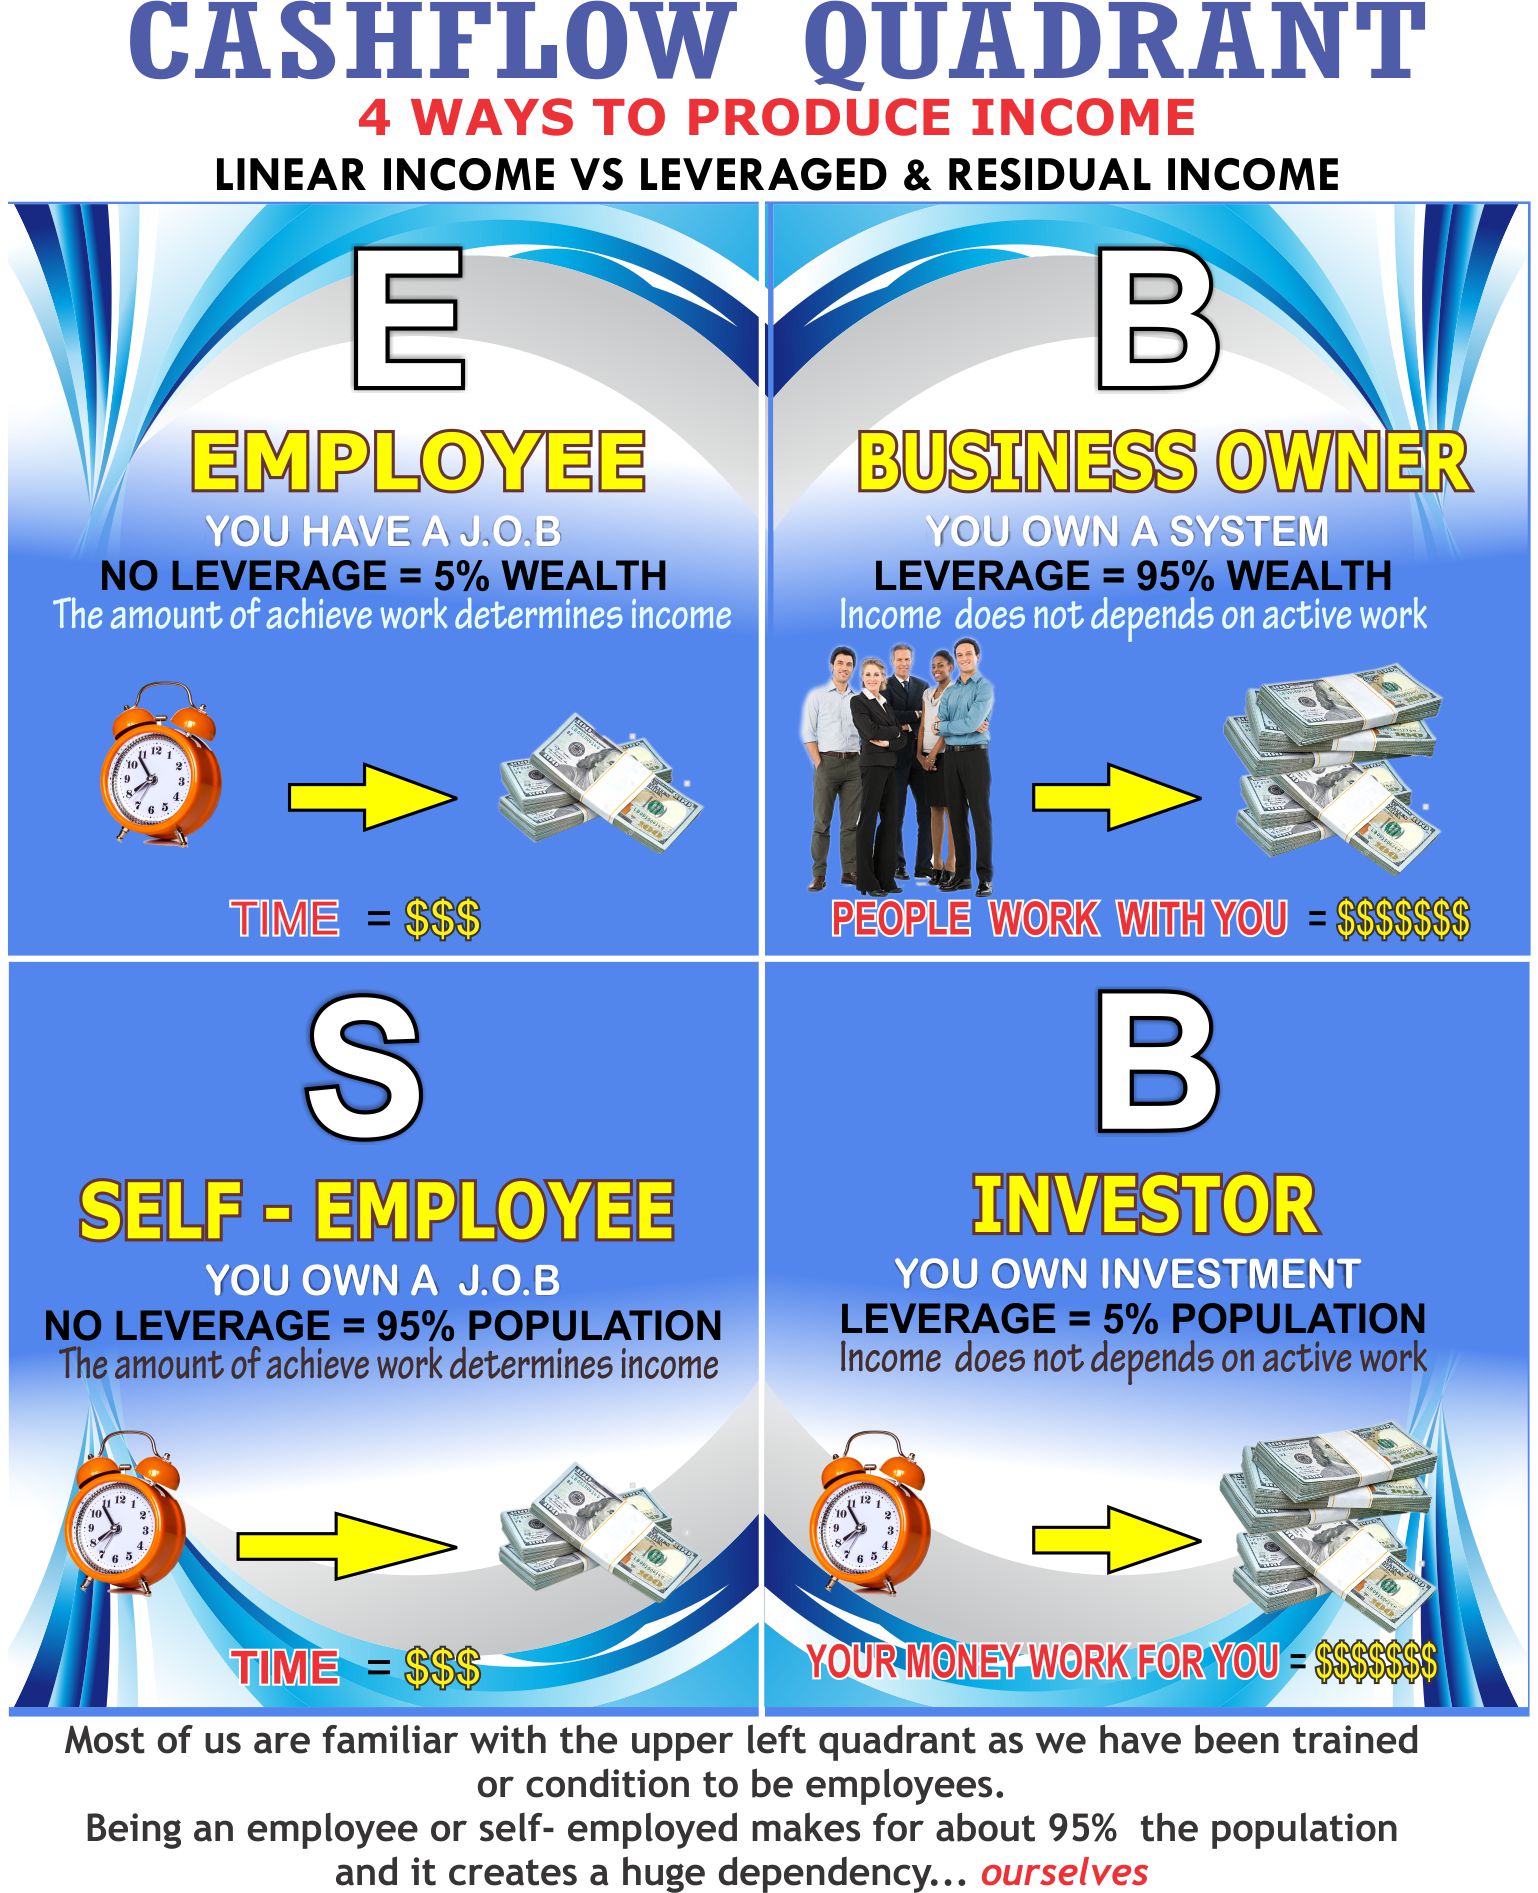 CASHFLOW QUADRANT
4 WAYS TO PRODUCE INCOME
LINEAR INCOME VS LEVERAGED & RESIDUAL INCOME
E
EMPLOYEE
YOU HAVE A J.O.B
NO LEVERAGE = 5% WEALTH
The amount of achieve work determines income
TIME = $$$
B
BUSINESS OWNER
YOU OWN A SYSTEM
LEVERAGE = 95% WEALTH
Income does not depends on active work
PEOPLE WORK WITH YOU = $$$$$$$
S
SELF - EMPLOYEE
YOU OWN A J.O.B
NO LEVERAGE = 95% POPULATION
The amount of achieve work determines income
TIME = $$$
B
INVESTOR
YOU OWN INVESTMENT
LEVERAGE = 5% POPULATION
Income does not depends on active work
YOUR MONEY WORK FOR YOU = $$$$$$$
Most of us are familiar with the upper left quadrant as we have been trained
or condition to be employees.
Being an employee or self- employed makes for about 95% the population
and it creates a huge dependency... ourselves